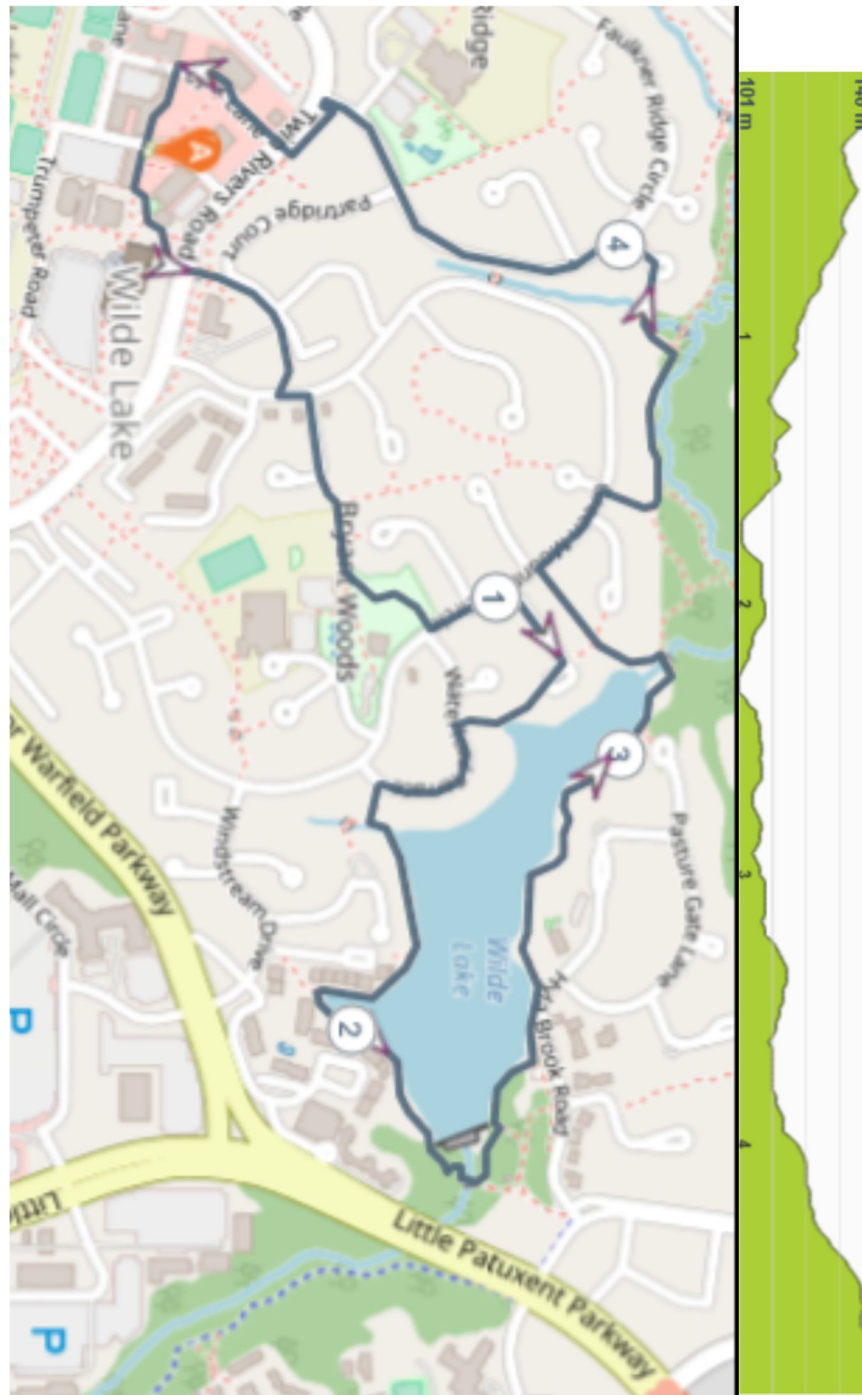 Faulkner Ridge Circle
Ridge
Twin Rivers Road
Partridge Court
Trumpeter Road
A
4
Wilde Lake
Bryant Woods
1
3
Pasture Gate Lane
Windstream Drive
Warfield Parkway
Mall Circle
Wilde
Lake
Brook Road
2
P
P
Little Patuxent Parkway
101 m
140 m
1
2
3
4